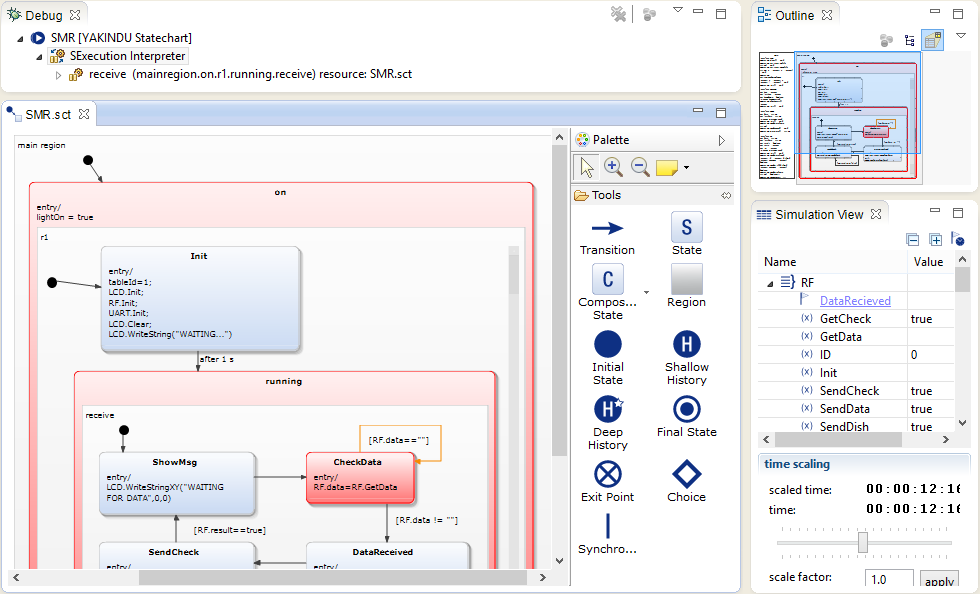 Debug
SMR [YAKINDU Statechart]
SExecution Interpreter
receive (mainregion.on.r1.running.receive) resource: SMR.sct
SMR.sct
main region
on
entry/
lightOn = true
r1
Init
entry/
tableId=1;
LCD.Init;
RF.Init;
UART.Init;
LCD.Clear;
LCD.WriteString("WAITING...")
after 1 s
running
receive
[RF.data==""]
ShowMsg
entry/
LCD.WriteStringXY("WAITING
FOR DATA",0,0)
CheckData
entry/
RF.data=RF.GetData
[RF.data != ""]
[RF.result==true]
SendCheck
entry/
DataReceived
entry/
Palette
Tools
Transition
S
State
C
Compos...
State
Region
Initial
State
H
Shallow
History
H
Deep
History
Final State
Exit Point
Choice
Synchro...
Outline
Simulation View
Name Value
RF
DataRecieved
(x) GetCheck true
(x) GetData
(x) ID 0
(x) Init
(x) SendCheck true
(x) SendData true
(x) SendDish true
time scaling
scaled time: 00:00:12:16
time: 00:00:12:16
scale factor: 1.0 apply